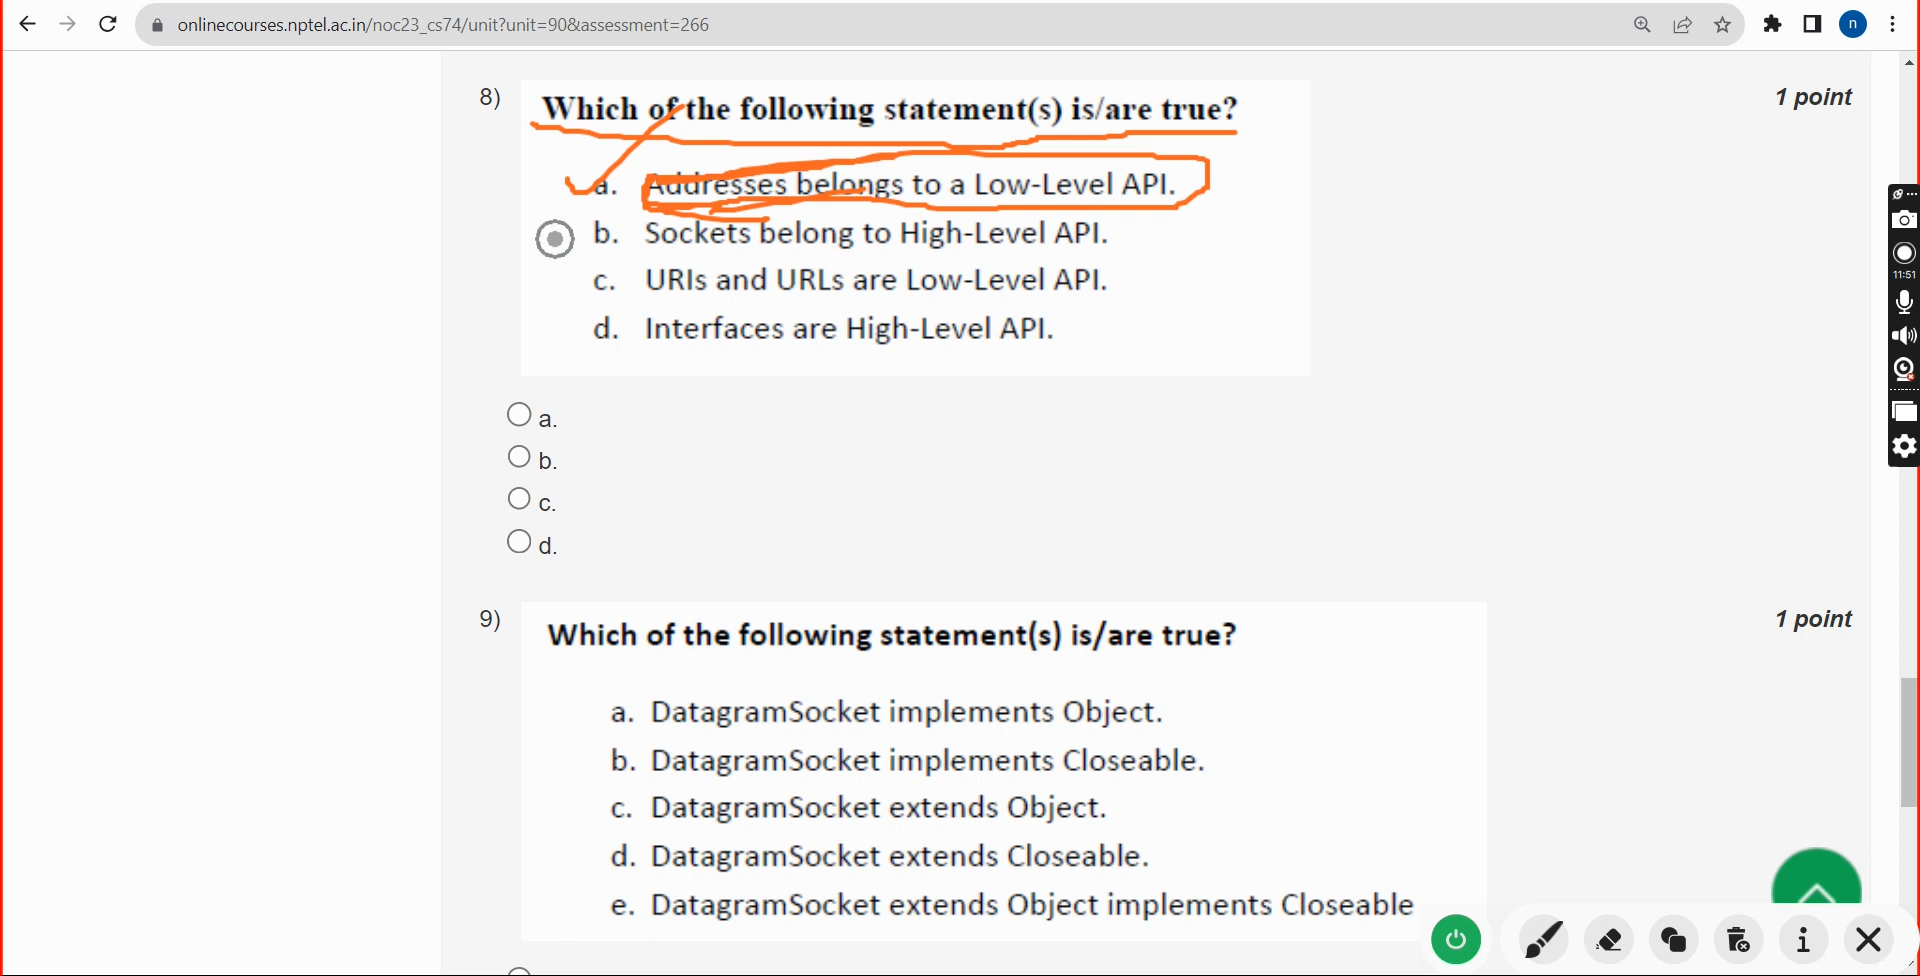 onlinecourses.nptel.ac.in/noc23_cs74/unit?unit=90&assessment=266
n
8)
Which of the following statement(s) is/are true?
1 point
a. Addresses belongs to a Low-Level API.
b. Sockets belong to High-Level API.
c. URIs and URLs are Low-Level API.
d. Interfaces are High-Level API.
11:51
a.
b.
c.
d.
9)
Which of the following statement(s) is/are true?
1 point
a. DatagramSocket implements Object.
b. DatagramSocket implements Closeable.
c. DatagramSocket extends Object.
d. DatagramSocket extends Closeable.
e. DatagramSocket extends Object implements Closeable